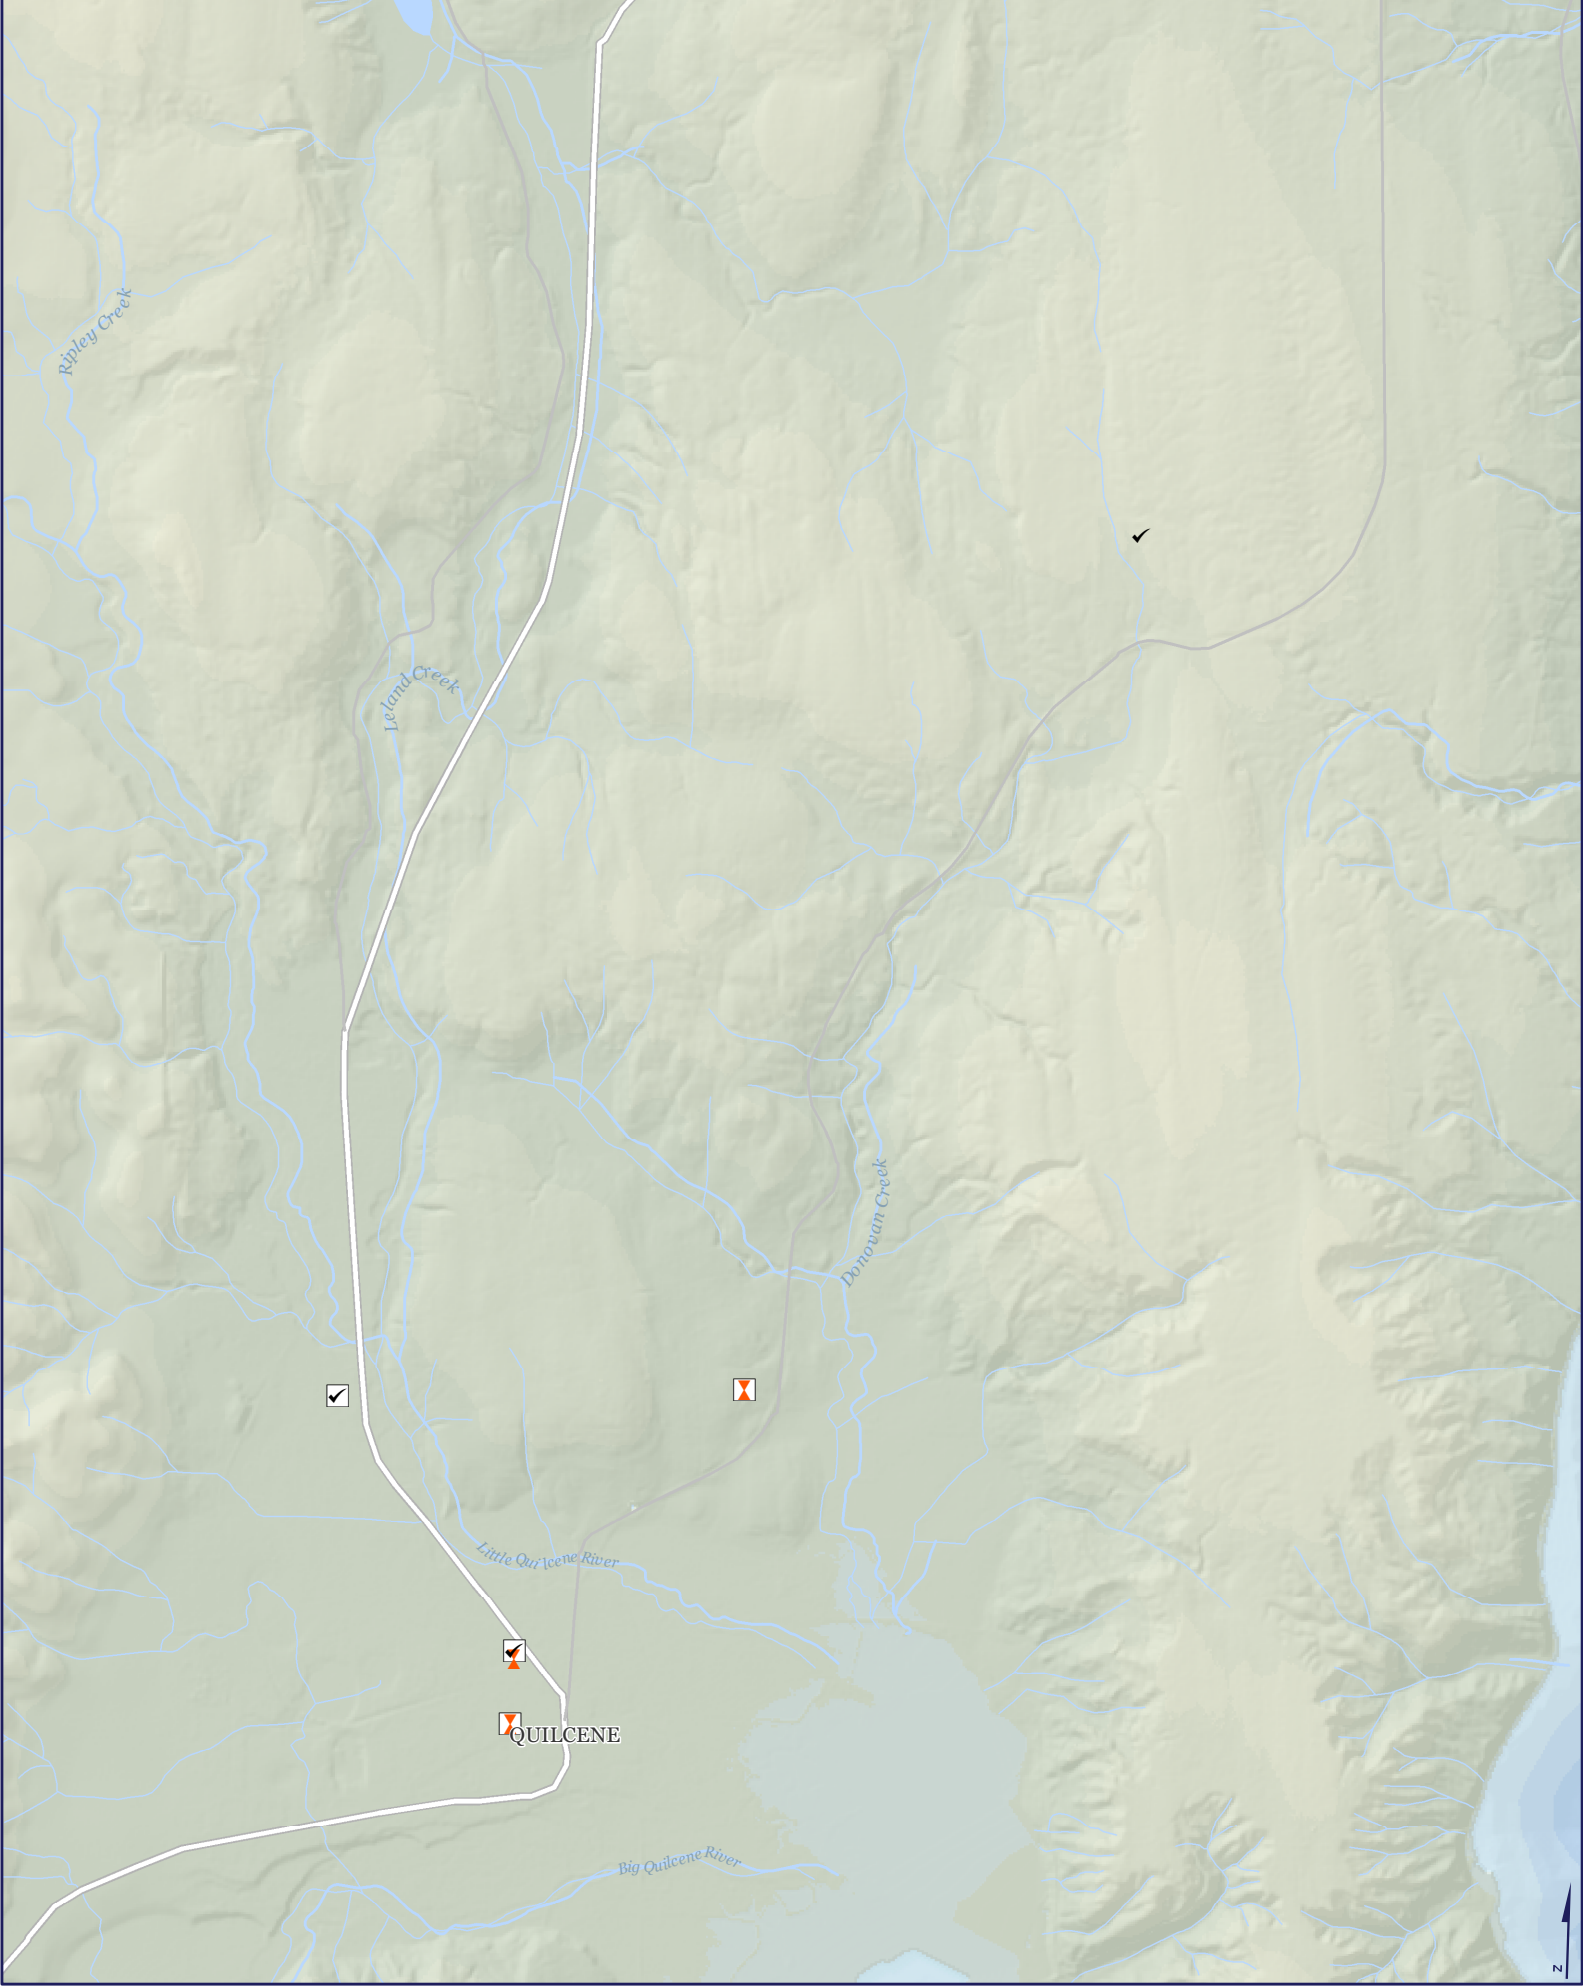 Ripley Creek
Leland Creek
Donovan Creek
Little Quilcene River
QUILCENE
Big Quilcene River
N